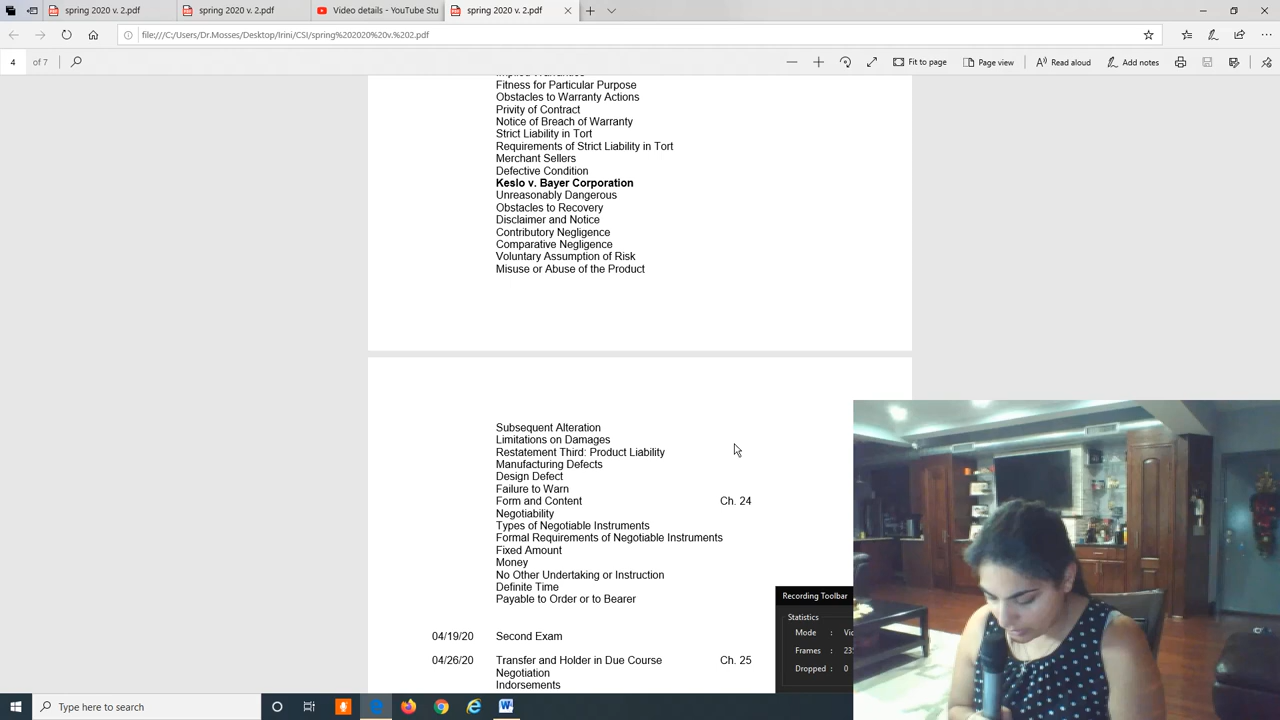 spring 2020 v. 2.pdf
spring 2020 v. 2.pdf
Video details - YouTube Stu
spring 2020 v. 2.pdf
file:///C:/Users/Dr.Mosses/Desktop/Irini/CSI/spring%202020%20v.%202.pdf
4 of 7
Fit to page
Page view
Read aloud
Add notes
Implied Warranties
Fitness for Particular Purpose
Obstacles to Warranty Actions
Privity of Contract
Notice of Breach of Warranty
Strict Liability in Tort
Requirements of Strict Liability in Tort
Merchant Sellers
Defective Condition
Keslo v. Bayer Corporation
Unreasonably Dangerous
Obstacles to Recovery
Disclaimer and Notice
Contributory Negligence
Comparative Negligence
Voluntary Assumption of Risk
Misuse or Abuse of the Product
Subsequent Alteration
Limitations on Damages
Restatement Third: Product Liability
Manufacturing Defects
Design Defect
Failure to Warn
Form and Content Ch. 24
Negotiability
Types of Negotiable Instruments
Formal Requirements of Negotiable Instruments
Fixed Amount
Money
No Other Undertaking or Instruction
Definite Time
Payable to Order or to Bearer
04/19/20 Second Exam
04/26/20 Transfer and Holder in Due Course Ch. 25
Negotiation
Indorsements
Recording Toolbar
Statistics
Mode : Vic
Frames : 23
Dropped : 0
Type here to search